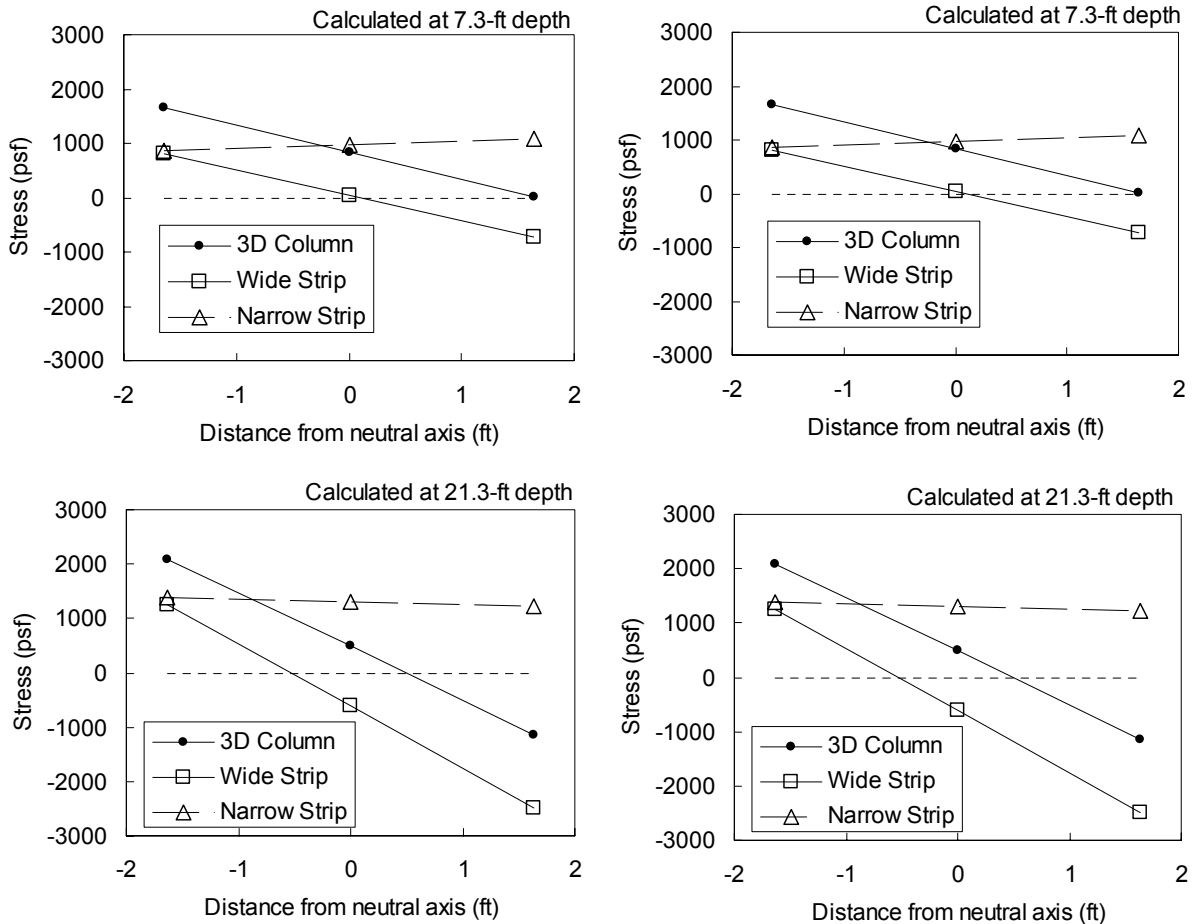 Calculated at 7.3-ft depth
3000
2000
1000
0
-1000
-2000
-3000
Stress (psf)
3D Column
Wide Strip
Narrow Strip
-2 -1 0 1 2
Distance from neutral axis (ft)
Calculated at 7.3-ft depth
3000
2000
1000
0
-1000
-2000
-3000
Stress (psf)
3D Column
Wide Strip
Narrow Strip
-2 -1 0 1 2
Distance from neutral axis (ft)
Calculated at 21.3-ft depth
3000
2000
1000
0
-1000
-2000
-3000
Stress (psf)
3D Column
Wide Strip
Narrow Strip
-2 -1 0 1 2
Distance from neutral axis (ft)
Calculated at 21.3-ft depth
3000
2000
1000
0
-1000
-2000
-3000
Stress (psf)
3D Column
Wide Strip
Narrow Strip
-2 -1 0 1 2
Distance from neutral axis (ft)